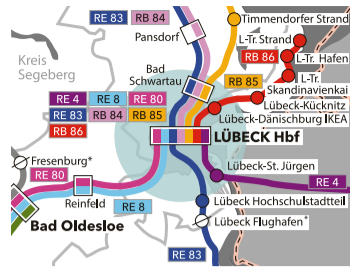 RE 83 RB 84
Timmendorfer Strand
Pansdorf
L-Tr. Strand
RB 86
L-Tr. Hafen
Kreis
Segeberg
Bad
Schwartau
L-Tr.
Skandinavienkai
RB 85
Lübeck-Kücknitz
RE 4 RE 8 RE 80
RE 83 RB 84 RB 85
RB 86
Lübeck-Dänischburg IKEA
LÜBECK Hbf
Fresenburg*
RE 80
Lübeck-St. Jürgen
RE 4
Reinfeld
RE 8
Lübeck Hochschulstadtteil
Bad Oldesloe
Lübeck Flughafen*
RE 83